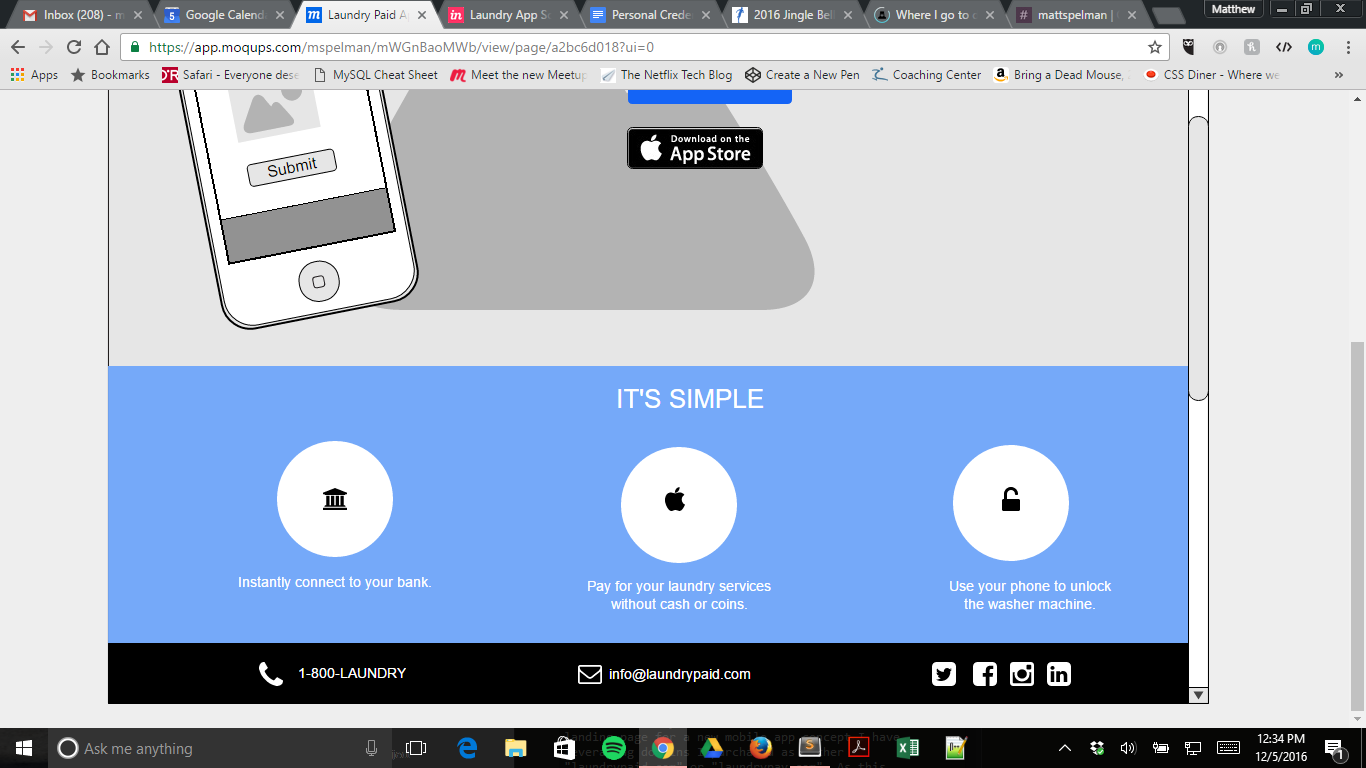 Inbox (208) - m
Google Calend
Laundry Paid A
Laundry App S
Personal Crede
2016 Jingle Bel
Where I go to
mattspelman |
Matthew
https://app.moqups.com/mspelman/mWGnBaoMWb/view/page/a2bc6d018?ui=0
Apps
Bookmarks
Safari - Everyone dese
MySQL Cheat Sheet
Meet the new Meetup
The Netflix Tech Blog
Create a New Pen
Coaching Center
Bring a Dead Mouse,
CSS Diner - Where we
»
Submit
Download on the
App Store
IT'S SIMPLE
Instantly connect to your bank.
Pay for your laundry services
without cash or coins.
Use your phone to unlock
the washer machine.
1-800-LAUNDRY
info@laundrypaid.com
Ask me anything
12:34 PM
12/5/2016